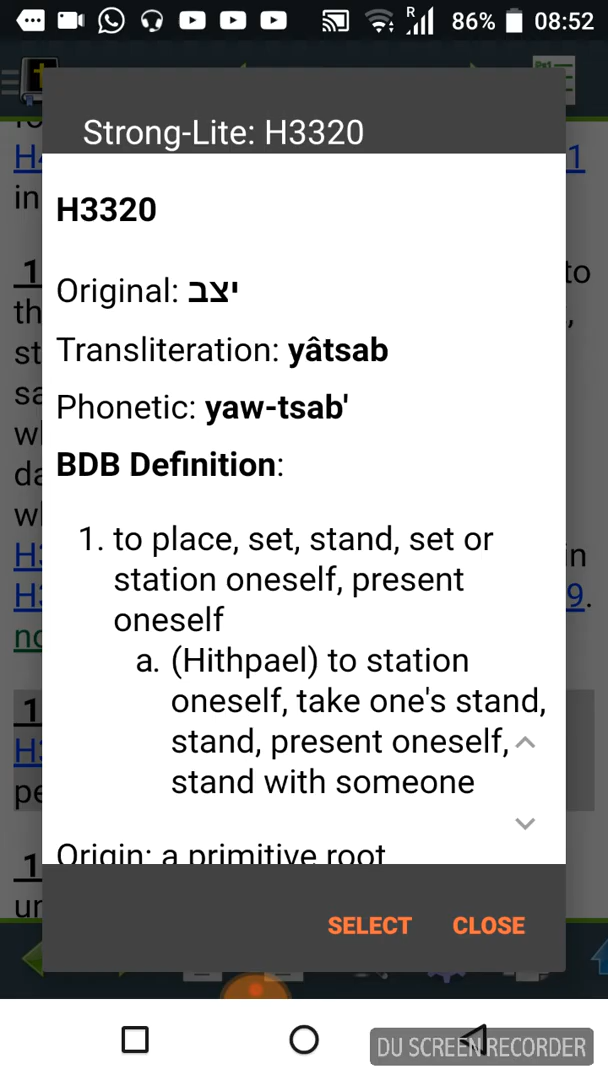 R 86% 08:52
Strong-Lite: H3320
H3320
Original: יצב
Transliteration: yâtsab
Phonetic: yaw-tsab'
BDB Definition:
1. to place, set, stand, set or
station oneself, present
oneself
a. (Hithpael) to station
oneself, take one's stand,
stand, present oneself,
stand with someone
Origin: a primitive root
SELECT CLOSE
DU SCREEN RECORDER